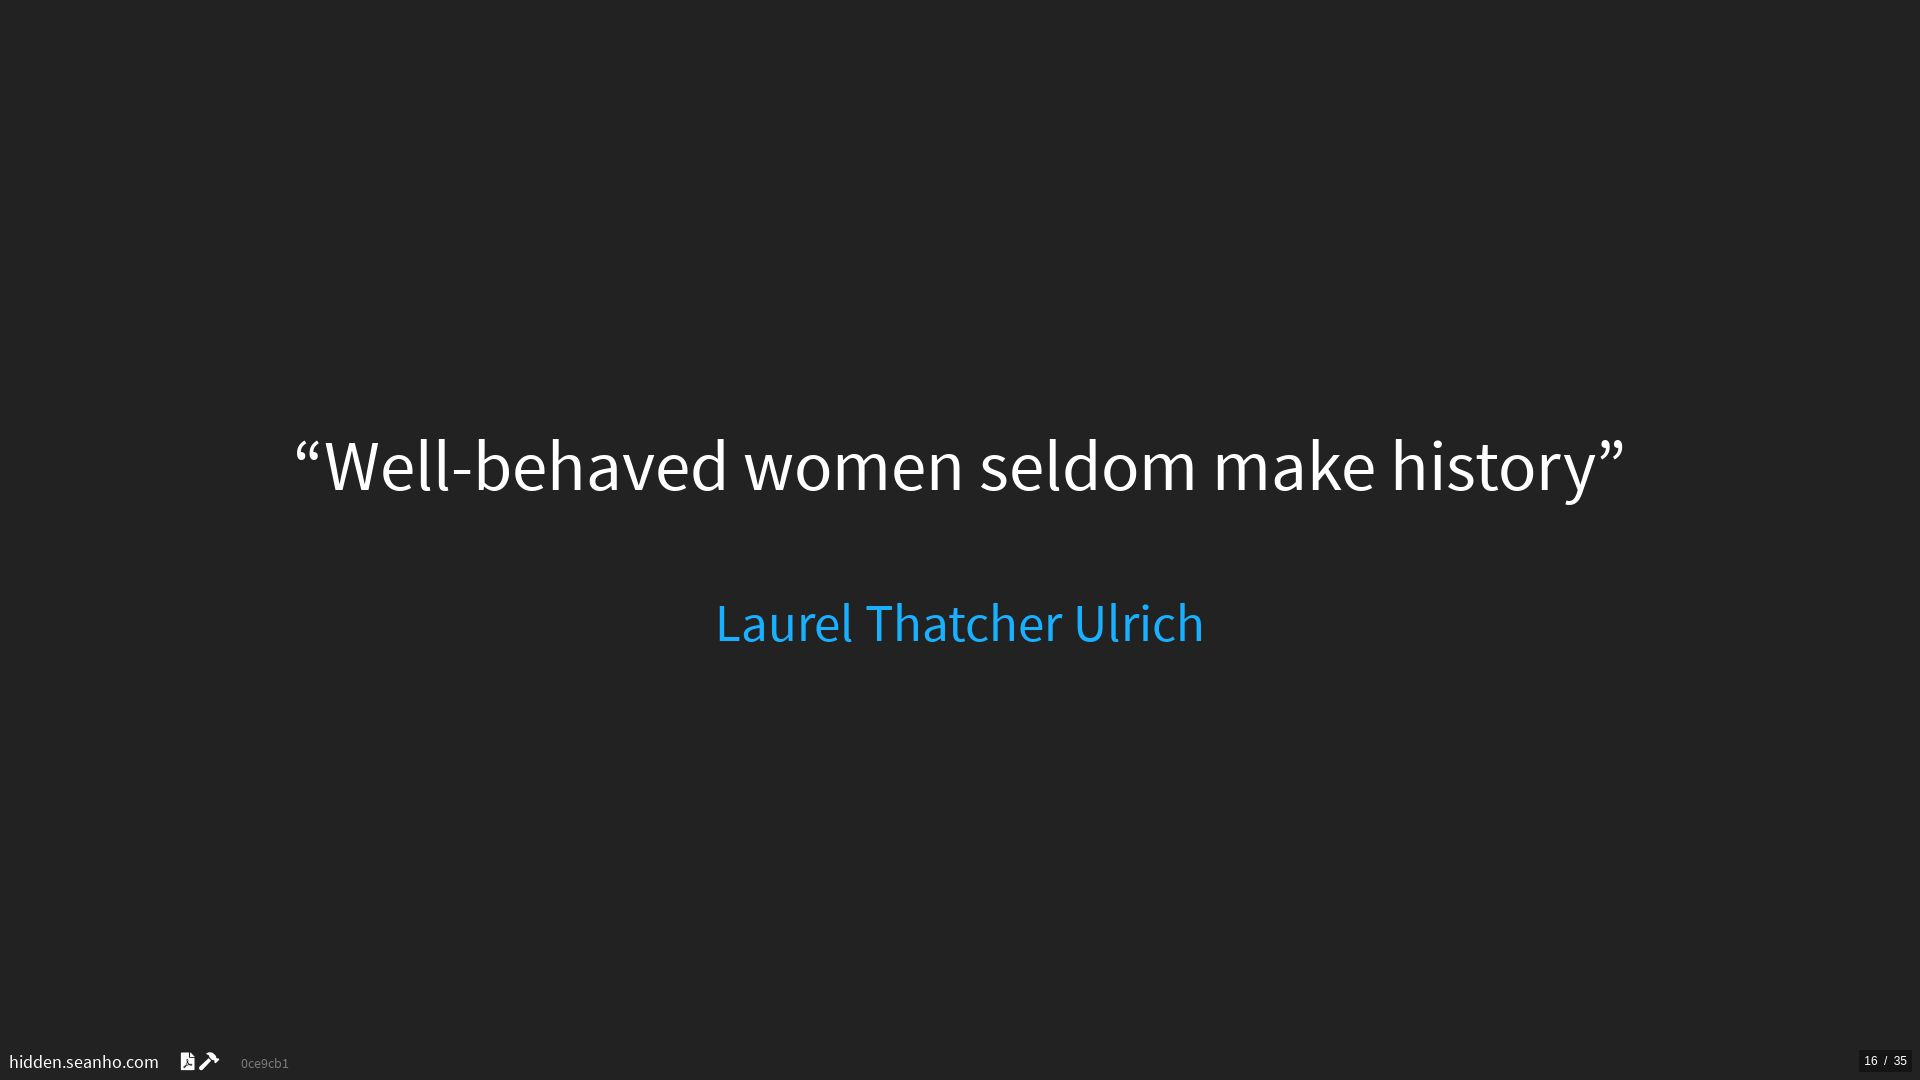 “Well-behaved women seldom make history”
Laurel Thatcher Ulrich
hidden.seanho.com 0ce9cb1 16 / 35